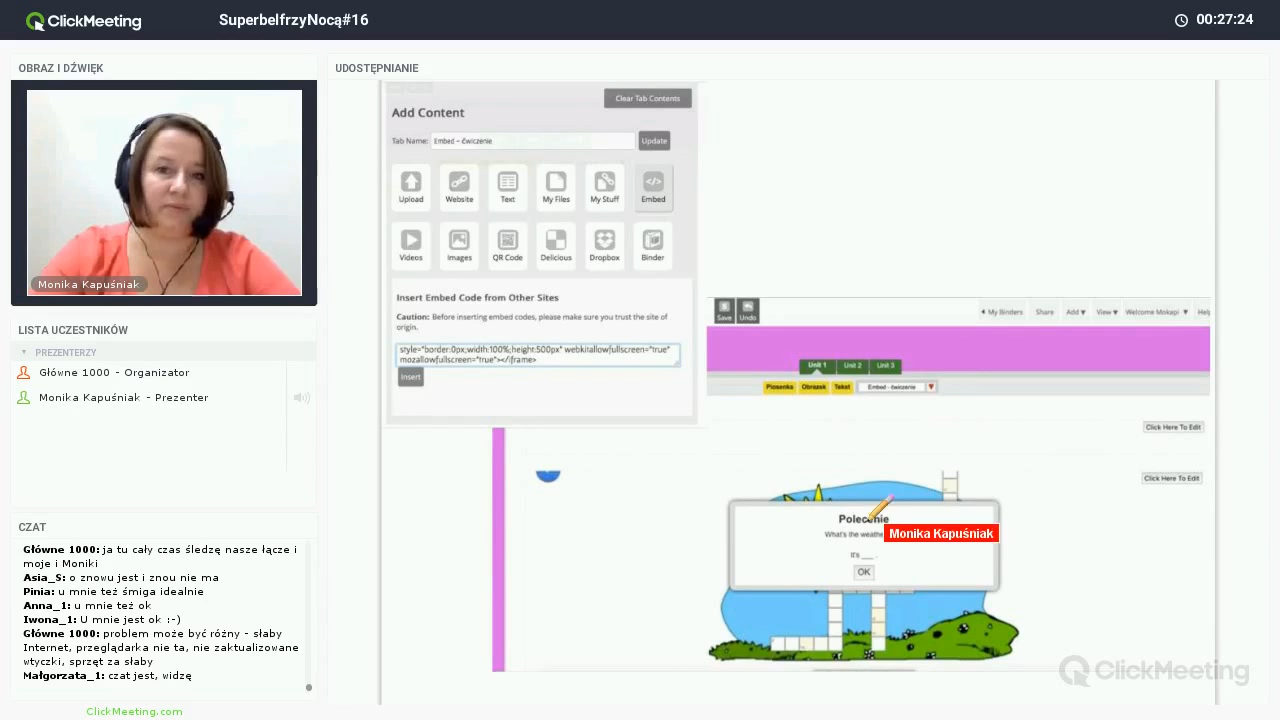 ClickMeeting
SuperbelfrzyNocą#16
00:27:24
OBRAZ I DŹWIĘK
UDOSTĘPNIANIE
Monika Kapuśniak
LISTA UCZESTNIKÓW
PREZENTERZY
Główne 1000 - Organizator
Monika Kapuśniak - Prezenter
CZAT
Główne 1000: ja tu cały czas śledzę nasze łącze i
moje i Moniki
Asia_S: o znowu jest i zwku nie ma
Pinia: u mnie też śmiga idealnie
Anna_1: u mnie też ok
Iwona_1: U mnie jest ok :-)
Główne 1000: problem może być różny - słaby
internet, przeglądarka nie ta, nie zaktualizowane
wtyczki, sprzęt za słaby
Małgorzata_1: czat jest, widzę
ClickMeeting.com
Clear Tab Contents
Add Content
Tab Name: Embed - ćwiczenie Update
Upload Website Text My Files My Stuff Embed
Videos Images QR Code Delicious Dropbox Binder
Insert Embed Code from Other Sites
Caution: Before inserting embed codes, please make sure you trust the site of
origin.
style="border:0px;width:100%;height:500px" webkitallowfullscreen="true"
mozallowfullscreen="true"></iframe>
Insert
Save Undo My Binders Share Add View Welcome Mokapi Help
Unit 1 Unit 2 Unit 3
Piosenka Obrazek Tekst Embed - ćwiczenie
Click Here To Edit
Click Here To Edit
Polecenie
What's the
Monika Kapuśniak
It's ___ .
OK
ClickMeeting